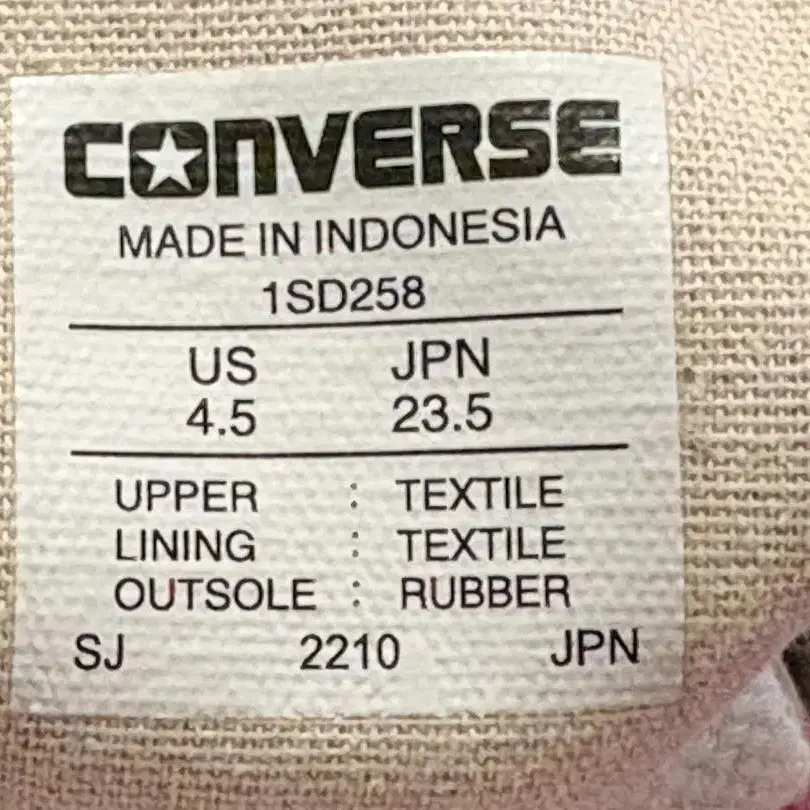 CONVERSE
MADE IN INDONESIA
1SD258
US JPN
4.5 23.5
UPPER : TEXTILE
LINING : TEXTILE
OUTSOLE : RUBBER
SJ 2210 JPN